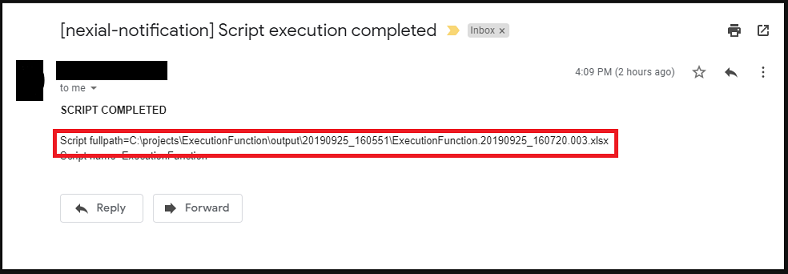 [nexial-notification] Script execution completed
Inbox ×
4:09 PM (2 hours ago)
to me
SCRIPT COMPLETED
Script fullpath=C:\projects\ExecutionFunction\output\20190925_160551\ExecutionFunction.20190925_160720.003.xlsx
Script name=ExecutionFunction
Reply
Forward